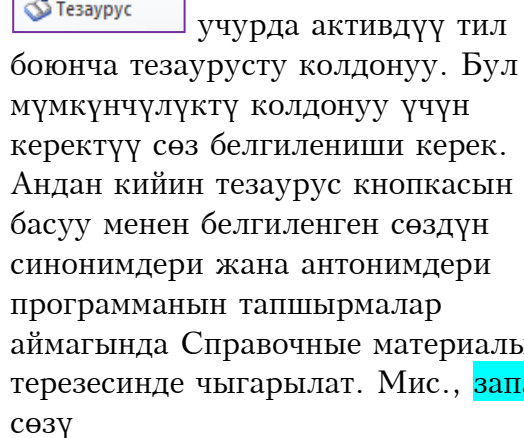 Тезаурус учурда активдүү тил
боюнча тезаурусту колдонуу. Бул
мүмкүнчүлүктү колдонуу үчүн
керектүү сөз белгилениши керек.
Андан кийин тезаурус кнопкасын
басуу менен белгиленген сөздүн
синонимдери жана антонимдери
программанын тапшырмалар
аймагында Справочные материалы
терезесинде чыгарылат. Мис.,
сөзү